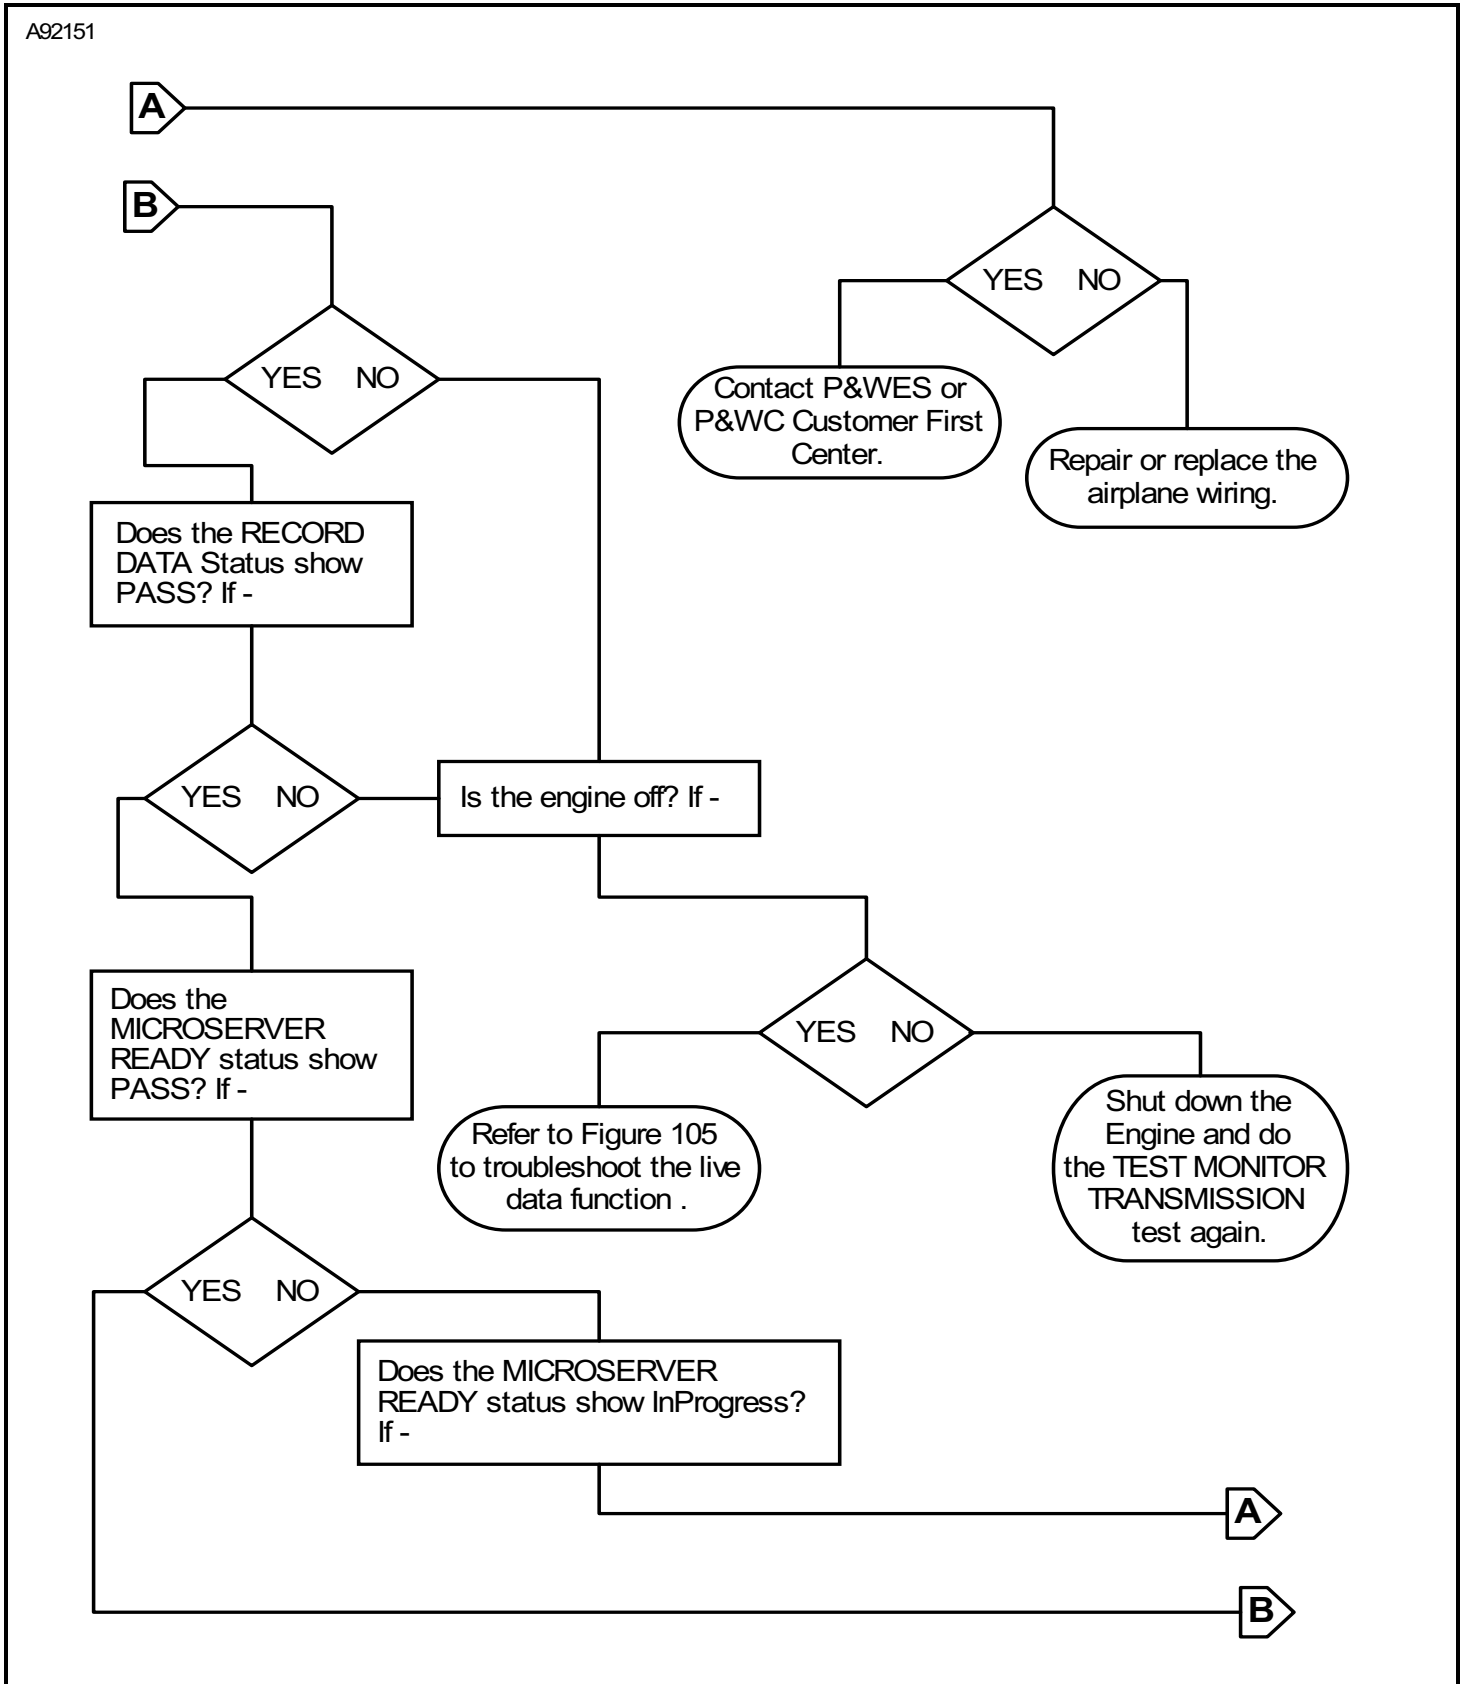 A92151
A
B
YES NO
Contact P&WES or
P&WC Customer First
Center.
Repair or replace the
airplane wiring.
YES NO
Does the RECORD
DATA Status show
PASS? If -
YES NO
Is the engine off? If -
Does the
MICROSERVER
READY status show
PASS? If -
YES NO
Refer to Figure 105
to troubleshoot the live
data function .
Shut down the
Engine and do
the TEST MONITOR
TRANSMISSION
test again.
YES NO
Does the MICROSERVER
READY status show InProgress?
If -
A
B